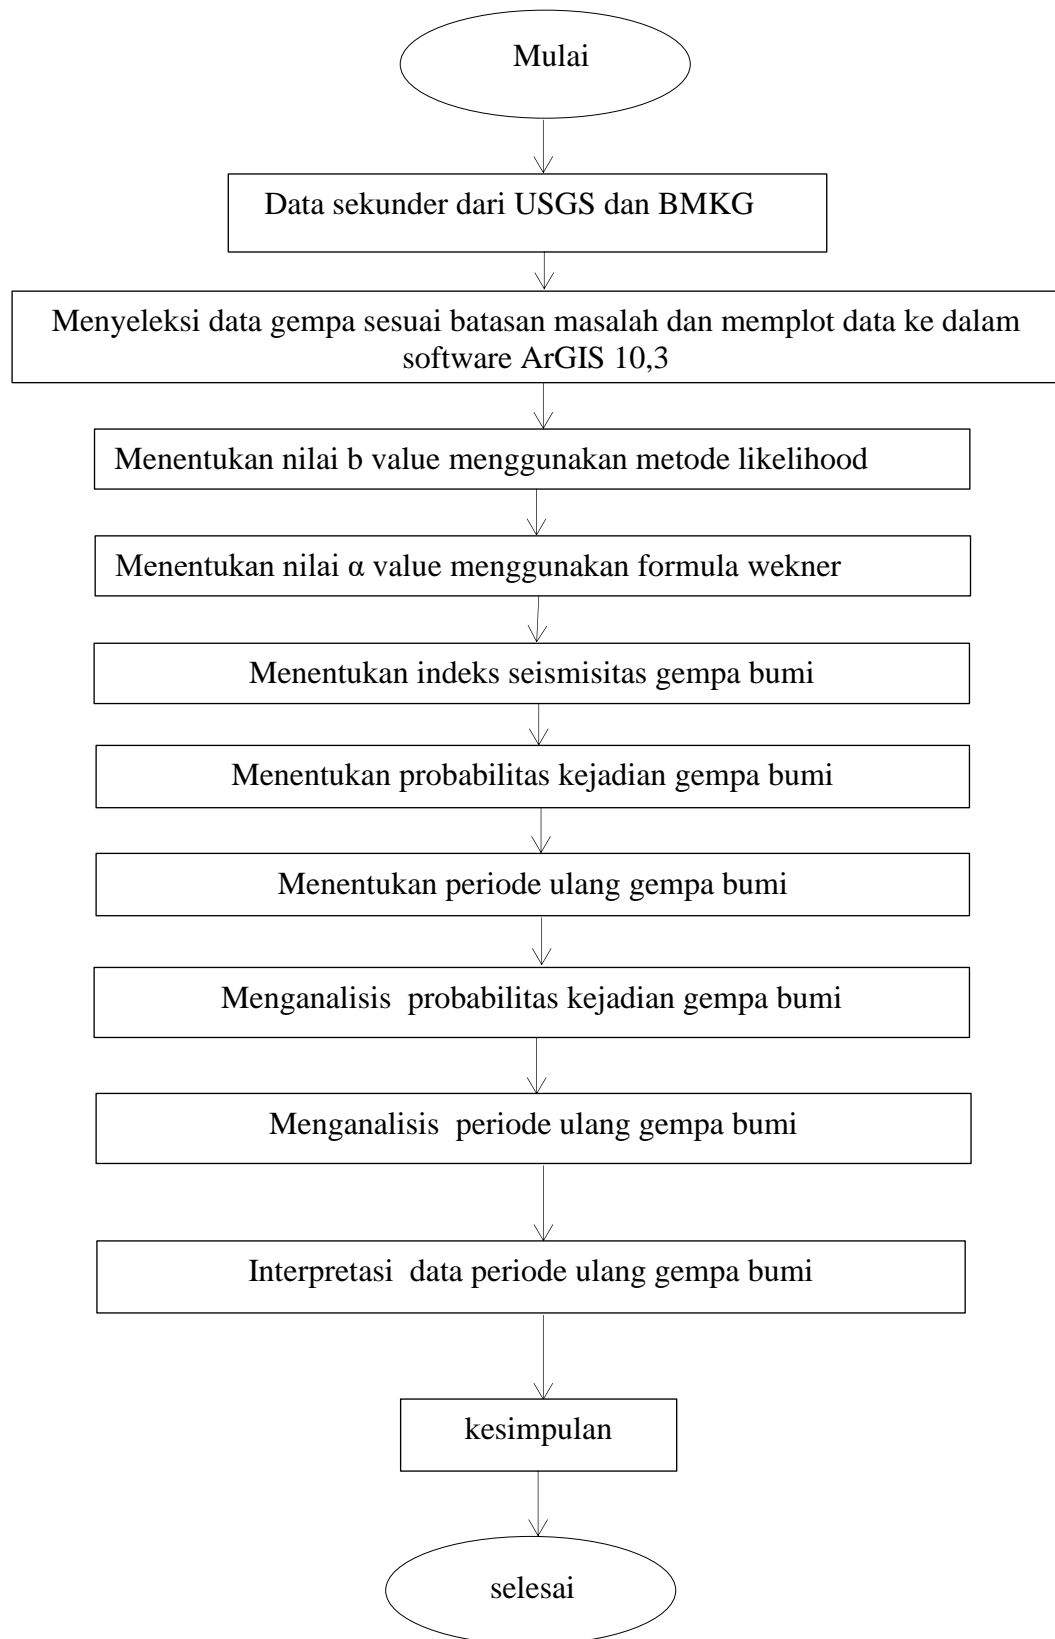 Mulai
Data sekunder dari USGS dan BMKG
Menyeleksi data gempa sesuai batasan masalah dan memplot data ke dalam
software ArGIS 10,3
Menentukan nilai b value menggunakan metode likelihood
Menentukan nilai α value menggunakan formula wekner
Menentukan indeks seismisitas gempa bumi
Menentukan probabilitas kejadian gempa bumi
Menentukan periode ulang gempa bumi
Menganalisis  probabilitas kejadian gempa bumi
Menganalisis  periode ulang gempa bumi
Interpretasi  data periode ulang gempa bumi
kesimpulan
selesai